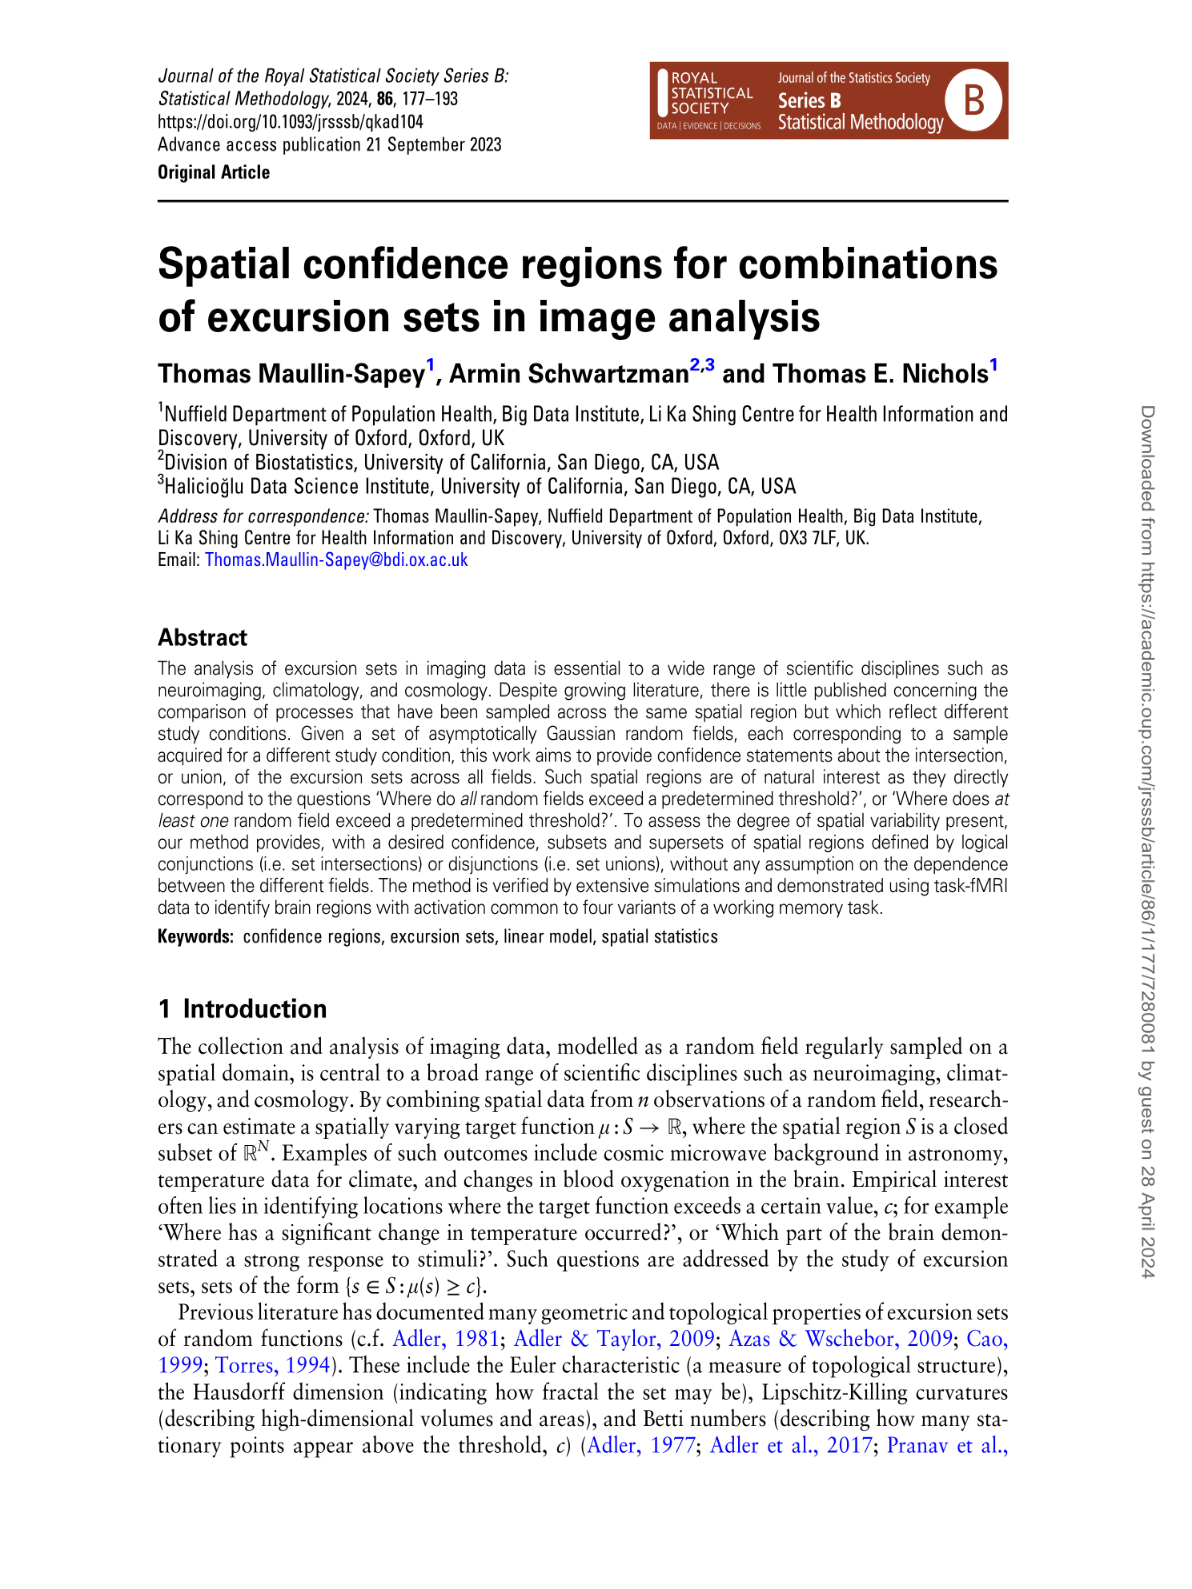 Journal of the Royal Statistical Society Series B:
Statistical Methodology, 2024, 86, 177–193
https://doi.org/10.1093/jrsssb/qkad104
Advance access publication 21 September 2023
Original Article
ROYAL
STATISTICAL
SOCIETY
DATA | EVIDENCE | DECISIONS
Journal of the Statistics Society
Series B
Statistical Methodology
B
Spatial confidence regions for combinations
of excursion sets in image analysis
Thomas Maullin-Sapey1, Armin Schwartzman2,3 and Thomas E. Nichols1
1Nuffield Department of Population Health, Big Data Institute, Li Ka Shing Centre for Health Information and
Discovery, University of Oxford, Oxford, UK
2Division of Biostatistics, University of California, San Diego, CA, USA
3Halicioğlu Data Science Institute, University of California, San Diego, CA, USA
Address for correspondence: Thomas Maullin-Sapey, Nuffield Department of Population Health, Big Data Institute,
Li Ka Shing Centre for Health Information and Discovery, University of Oxford, Oxford, OX3 7LF, UK.
Email: Thomas.Maullin-Sapey@bdi.ox.ac.uk
Abstract
The analysis of excursion sets in imaging data is essential to a wide range of scientific disciplines such as
neuroimaging, climatology, and cosmology. Despite growing literature, there is little published concerning the
comparison of processes that have been sampled across the same spatial region but which reflect different
study conditions. Given a set of asymptotically Gaussian random fields, each corresponding to a sample
acquired for a different study condition, this work aims to provide confidence statements about the intersection,
or union, of the excursion sets across all fields. Such spatial regions are of natural interest as they directly
correspond to the questions ‘Where do all random fields exceed a predetermined threshold?’, or ‘Where does at
least one random field exceed a predetermined threshold?’. To assess the degree of spatial variability present,
our method provides, with a desired confidence, subsets and supersets of spatial regions defined by logical
conjunctions (i.e. set intersections) or disjunctions (i.e. set unions), without any assumption on the dependence
between the different fields. The method is verified by extensive simulations and demonstrated using task-fMRI
data to identify brain regions with activation common to four variants of a working memory task.
Keywords: confidence regions, excursion sets, linear model, spatial statistics
1 Introduction
The collection and analysis of imaging data, modelled as a random field regularly sampled on a
spatial domain, is central to a broad range of scientific disciplines such as neuroimaging, climat-
ology, and cosmology. By combining spatial data from n observations of a random field, research-
ers can estimate a spatially varying target function μ : S → ℝ, where the spatial region S is a closed
subset of ℝN. Examples of such outcomes include cosmic microwave background in astronomy,
temperature data for climate, and changes in blood oxygenation in the brain. Empirical interest
often lies in identifying locations where the target function exceeds a certain value, c; for example
‘Where has a significant change in temperature occurred?’, or ‘Which part of the brain demon-
strated a strong response to stimuli?’. Such questions are addressed by the study of excursion
sets, sets of the form {s ∈ S : μ(s) ≥ c}.
Previous literature has documented many geometric and topological properties of excursion sets
of random functions (c.f. Adler, 1981; Adler & Taylor, 2009; Azas & Wschebor, 2009; Cao,
1999; Torres, 1994). These include the Euler characteristic (a measure of topological structure),
the Hausdorff dimension (indicating how fractal the set may be), Lipschitz-Killing curvatures
(describing high-dimensional volumes and areas), and Betti numbers (describing how many sta-
tionary points appear above the threshold, c) (Adler, 1977; Adler et al., 2017; Pranav et al.,
Downloaded from https://academic.oup.com/jrsssb/article/86/1/177/7280081 by guest on 28 April 2024